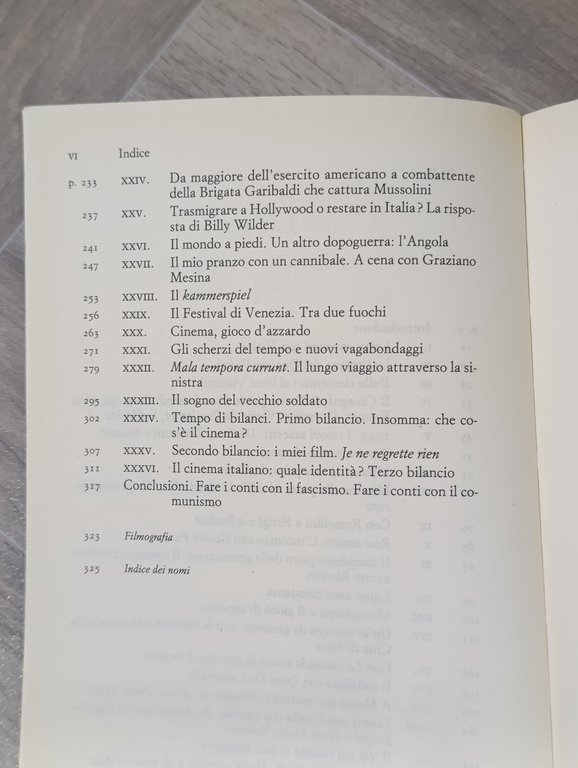 VI Indice
p. 233 XXIV. Da maggiore dell'esercito americano a combattente
della Brigata Garibaldi che cattura Mussolini
237 XXV. Trasmigrare a Hollywood o restare in Italia? La rispo-
sta di Billy Wilder
241 XXVI. Il mondo a piedi. Un altro dopoguerra: l'Angola
247 XXVII. Il mio pranzo con un cannibale. A cena con Graziano
Mesina
253 XXVIII. Il kammerspiel
256 XXIX. Il Festival di Venezia. Tra due fuochi
263 XXX. Cinema, gioco d'azzardo
271 XXXI. Gli scherzi del tempo e nuovi vagabondaggi
279 XXXII. Mala tempora currunt. Il lungo viaggio attraverso la si-
nistra
295 XXXIII. Il sogno del vecchio soldato
302 XXXIV. Tempo di bilanci. Primo bilancio. Insomma: che co-
s'è il cinema?
307 XXXV. Secondo bilancio: i miei film. Je ne regrette rien
311 XXXVI. Il cinema italiano: quale identità? Terzo bilancio
317 Conclusioni. Fare i conti con il fascismo. Fare i conti con il co-
munismo
323 Filmografia
325 Indice dei nomi